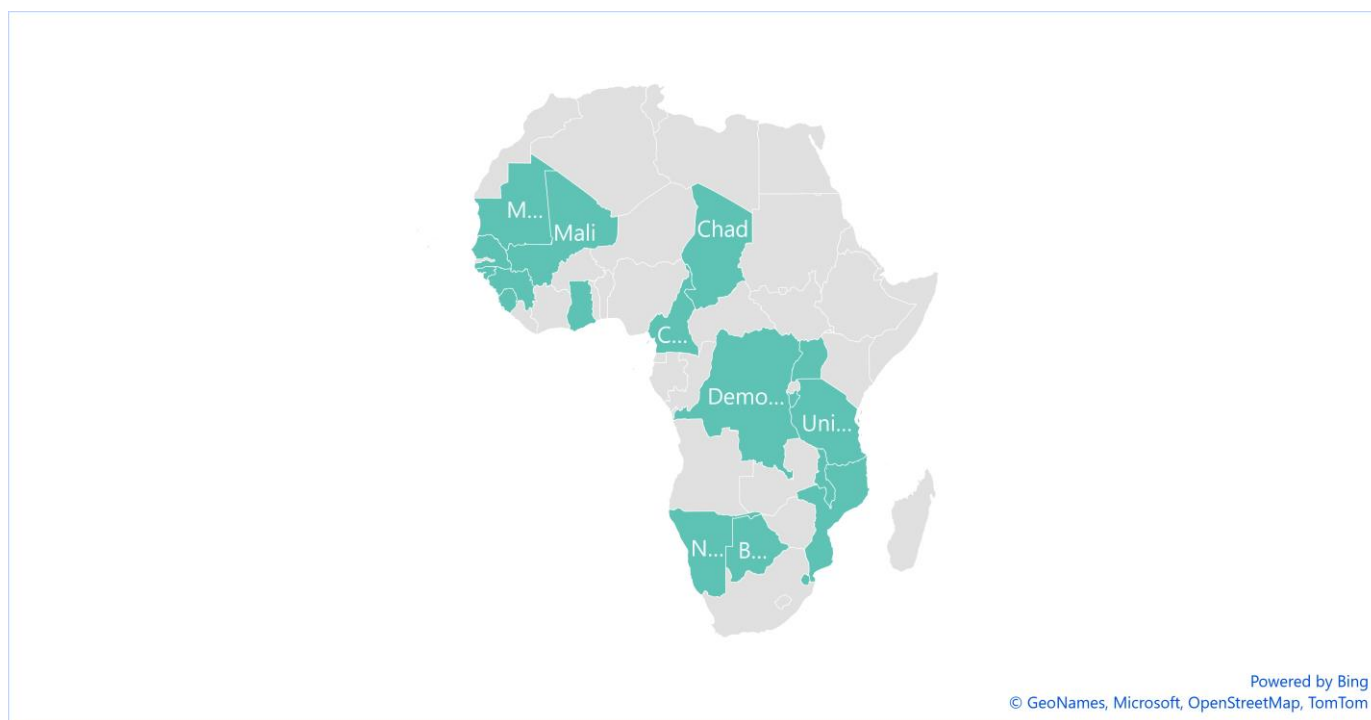 M...
Mali
Chad
C...
Demo...
Uni...
N...
B...
Powered by Bing
© GeoNames, Microsoft, OpenStreetMap, TomTom